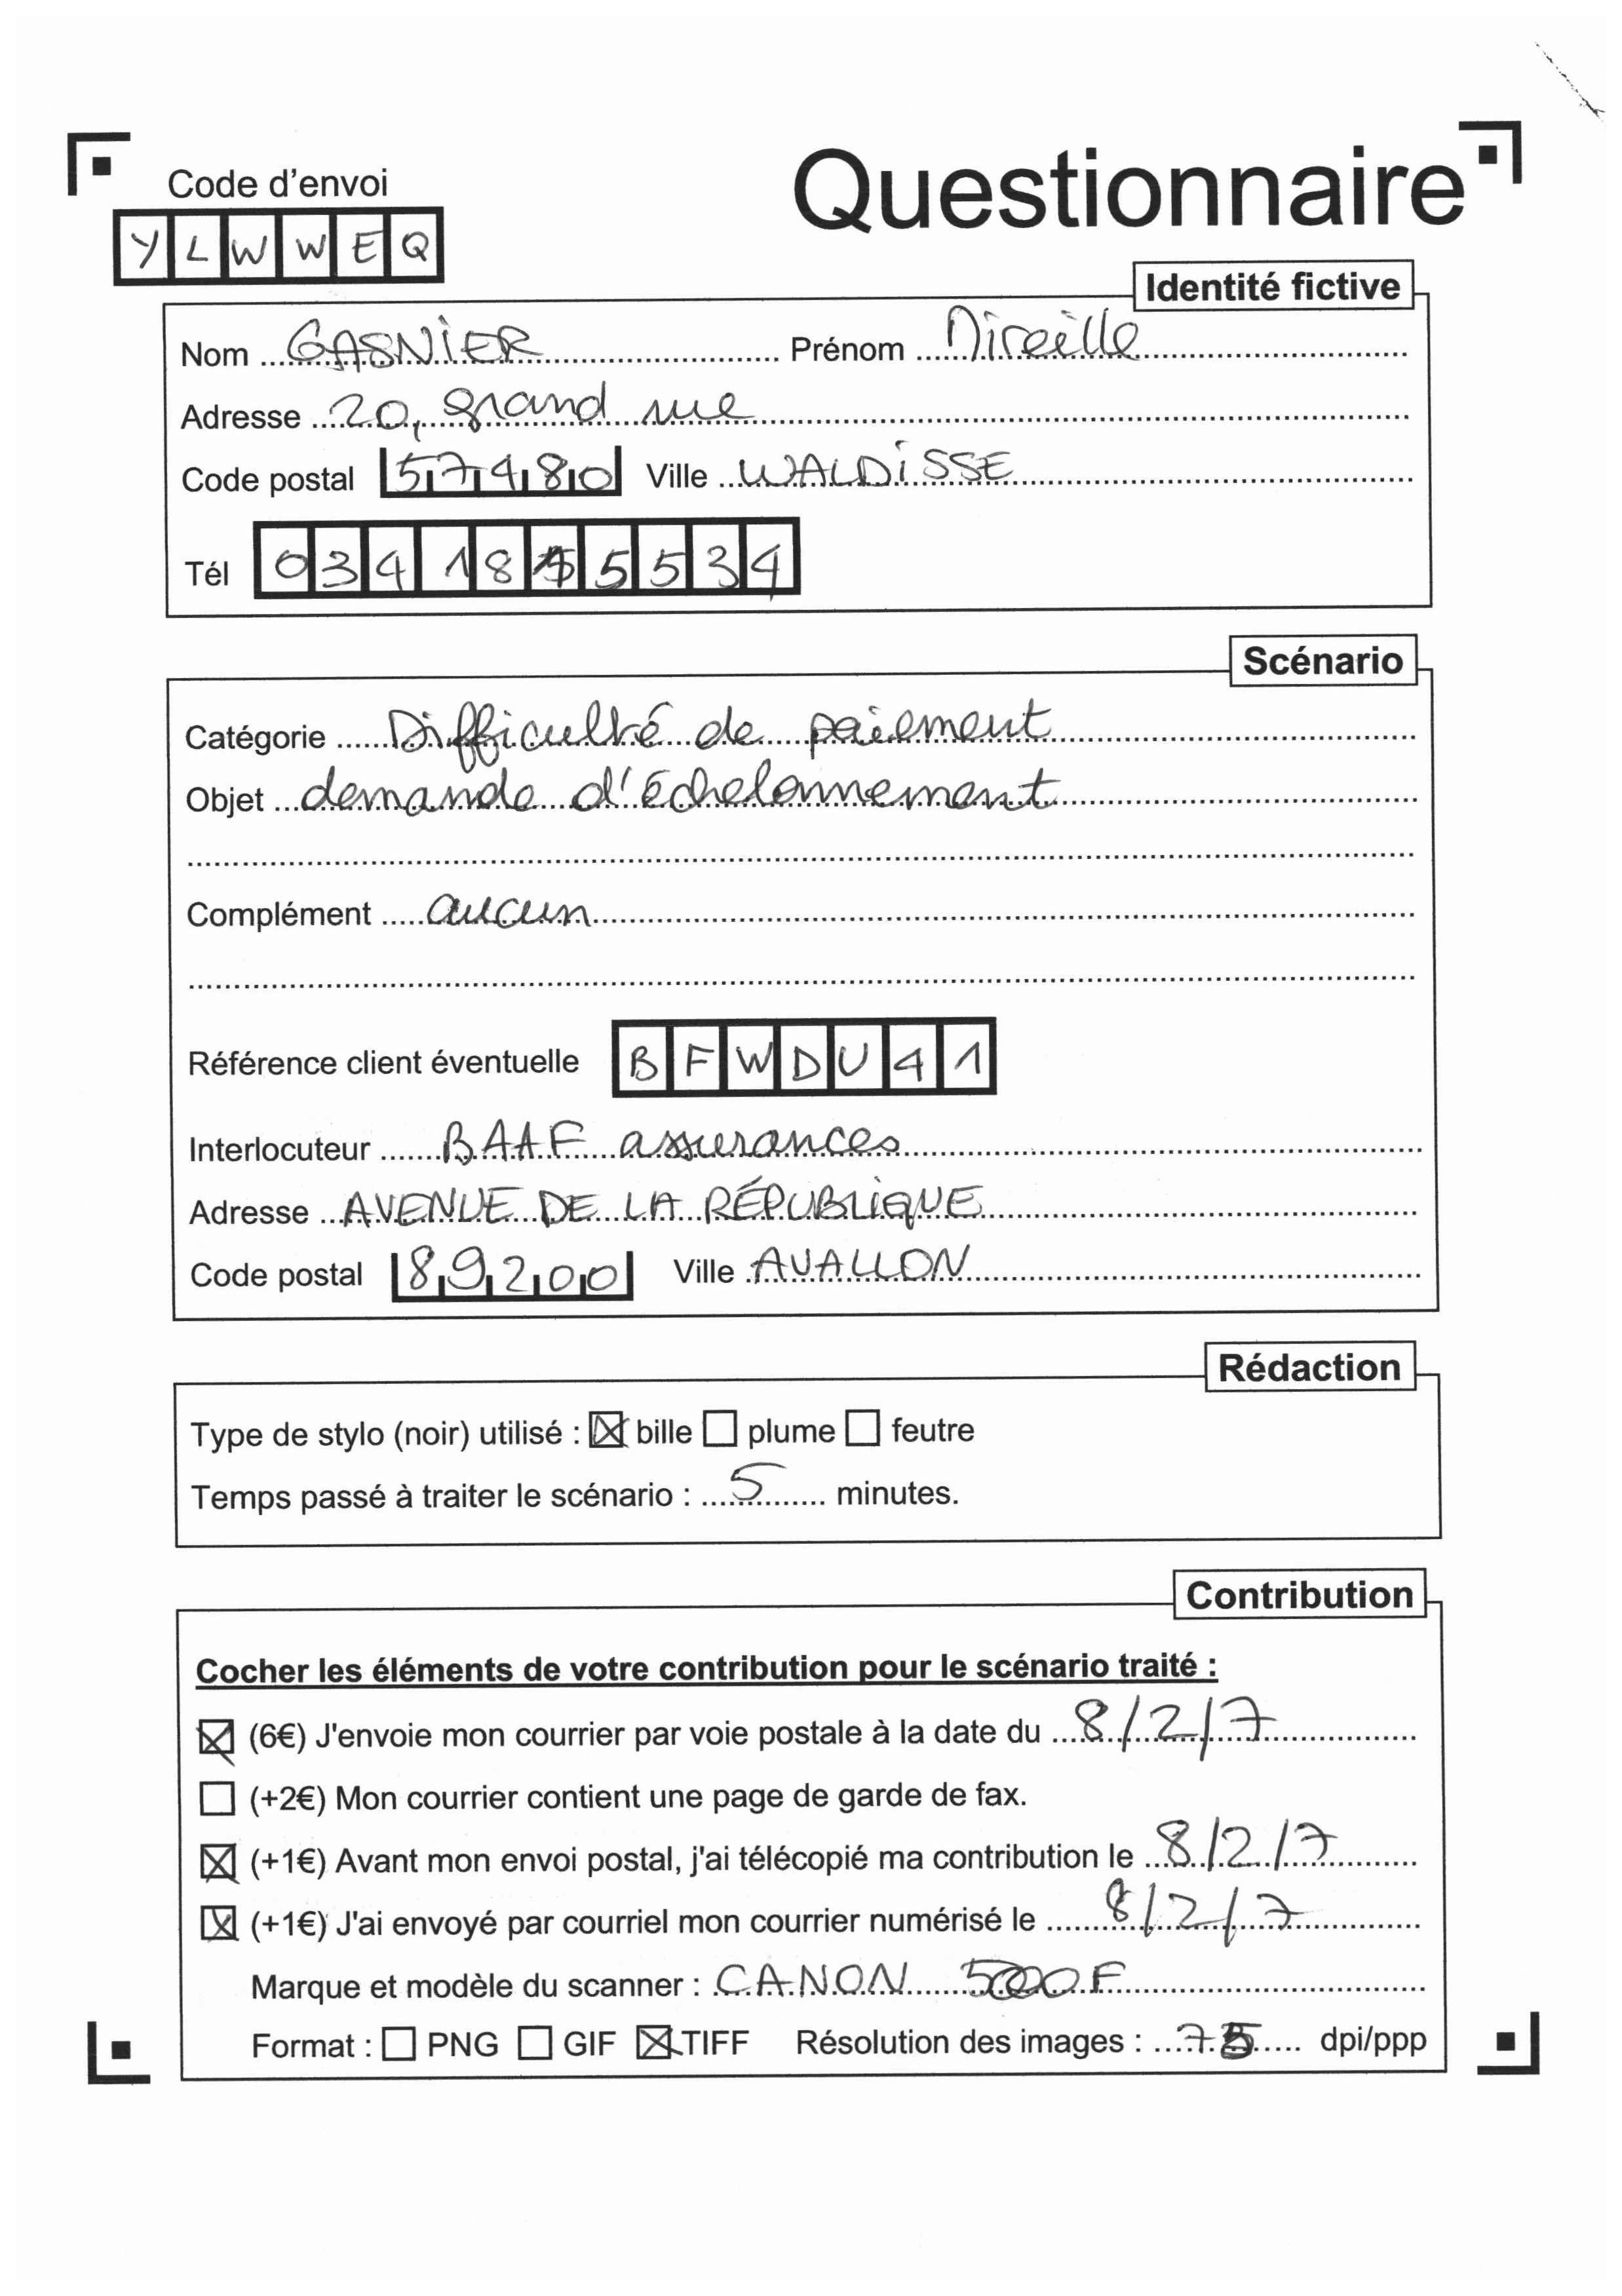 Code d'envoi
Questionnaire
YLWWEQ
Identité fictive
Nom GASNIER Prénom Mireille
Adresse 20, grand rue
Code postal 57480 Ville WALDISSE
Tél 0341855534
Scénario
Catégorie Difficulté de paiement
Objet demande d'échelonnement
Complément aucun
Référence client éventuelle BFWDU41
Interlocuteur BAAF assurances
Adresse AVENUE DE LA RÉPUBLIQUE
Code postal 89200 Ville AVALLON
Rédaction
Type de stylo (noir) utilisé : ☒ bille ☐ plume ☐ feutre
Temps passé à traiter le scénario : 5 minutes.
Contribution
Cocher les éléments de votre contribution pour le scénario traité :
☒ (6€) J'envoie mon courrier par voie postale à la date du 8/2/7
☐ (+2€) Mon courrier contient une page de garde de fax.
☒ (+1€) Avant mon envoi postal, j'ai télécopié ma contribution le 8/2/7
☒ (+1€) J'ai envoyé par courriel mon courrier numérisé le 8/2/7
Marque et modèle du scanner : CANON 5000F
Format : ☐ PNG ☐ GIF ☒ TIFF Résolution des images : 75 dpi/ppp